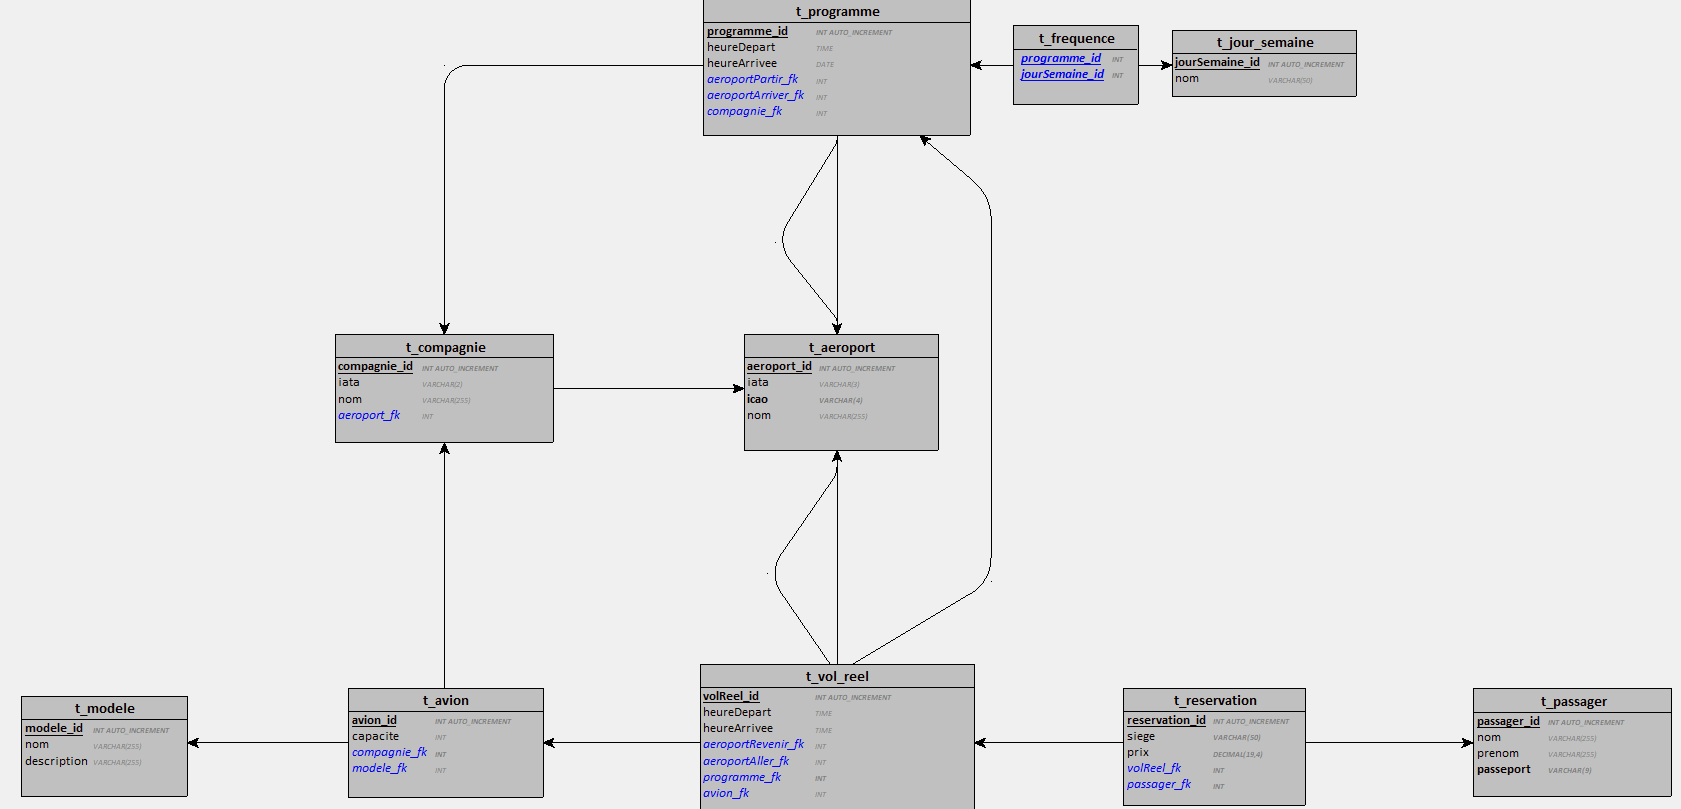 t_programme
programme_id INT AUTO_INCREMENT
heureDepart TIME
heureArrivee DATE
aeroportPartir_fk INT
aeroportArriver_fk INT
compagnie_fk INT
t_frequence
programme_id INT
jourSemaine_id INT
t_jour_semaine
jourSemaine_id INT AUTO_INCREMENT
nom VARCHAR(50)
t_compagnie
compagnie_id INT AUTO_INCREMENT
iata VARCHAR(2)
nom VARCHAR(255)
aeroport_fk INT
t_aeroport
aeroport_id INT AUTO_INCREMENT
iata VARCHAR(3)
icao VARCHAR(4)
nom VARCHAR(255)
t_modele
modele_id INT AUTO_INCREMENT
nom VARCHAR(255)
description VARCHAR(255)
t_avion
avion_id INT AUTO_INCREMENT
capacite INT
compagnie_fk INT
modele_fk INT
t_vol_reel
volReel_id INT AUTO_INCREMENT
heureDepart TIME
heureArrivee TIME
aeroportRevenir_fk INT
aeroportAller_fk INT
programme_fk INT
avion_fk INT
t_reservation
reservation_id INT AUTO_INCREMENT
siege VARCHAR(50)
prix DECIMAL(19,4)
volReel_fk INT
passager_fk INT
t_passager
passager_id INT AUTO_INCREMENT
nom VARCHAR(255)
prenom VARCHAR(255)
passeport VARCHAR(9)